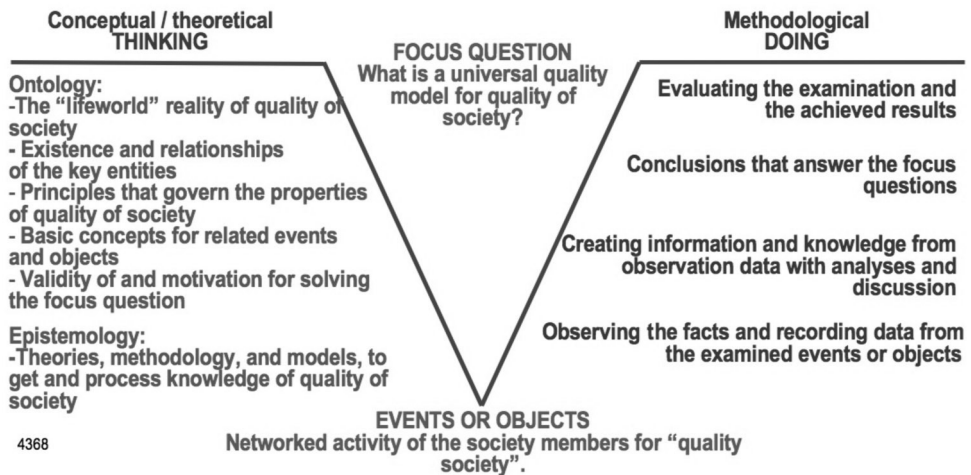 Conceptual / theoretical
THINKING
Ontology:
-The “lifeworld” reality of quality of
society
- Existence and relationships
of the key entities
- Principles that govern the properties
of quality of society
- Basic concepts for related events
and objects
- Validity of and motivation for solving
the focus question
Epistemology:
-Theories, methodology, and models, to
get and process knowledge of quality of
society
FOCUS QUESTION
What is a universal quality
model for quality of
society?
Methodological
DOING
Evaluating the examination and
the achieved results
Conclusions that answer the focus
questions
Creating information and knowledge from
observation data with analyses and
discussion
Observing the facts and recording data from
the examined events or objects
EVENTS OR OBJECTS
Networked activity of the society members for “quality
society”.
4368